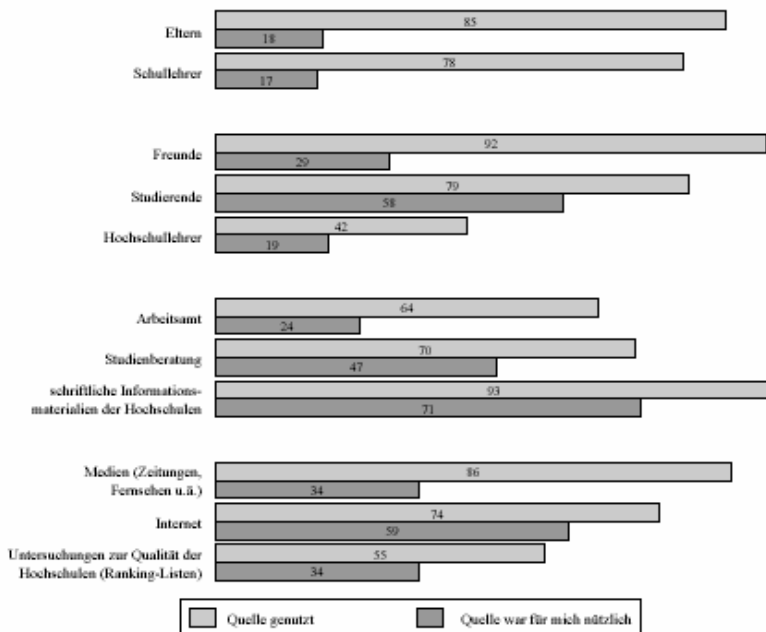 Eltern
85
18
Schullehrer
78
17
Freunde
92
29
Studierende
79
58
Hochschullehrer
42
19
Arbeitsamt
64
24
Studienberatung
70
47
schriftliche Informations-
materialien der Hochschulen
93
71
Medien (Zeitungen,
Fernsehen u.ä.)
86
34
Internet
74
59
Untersuchungen zur Qualität der
Hochschulen (Ranking-Listen)
55
34
Quelle genutzt
Quelle war für mich nützlich